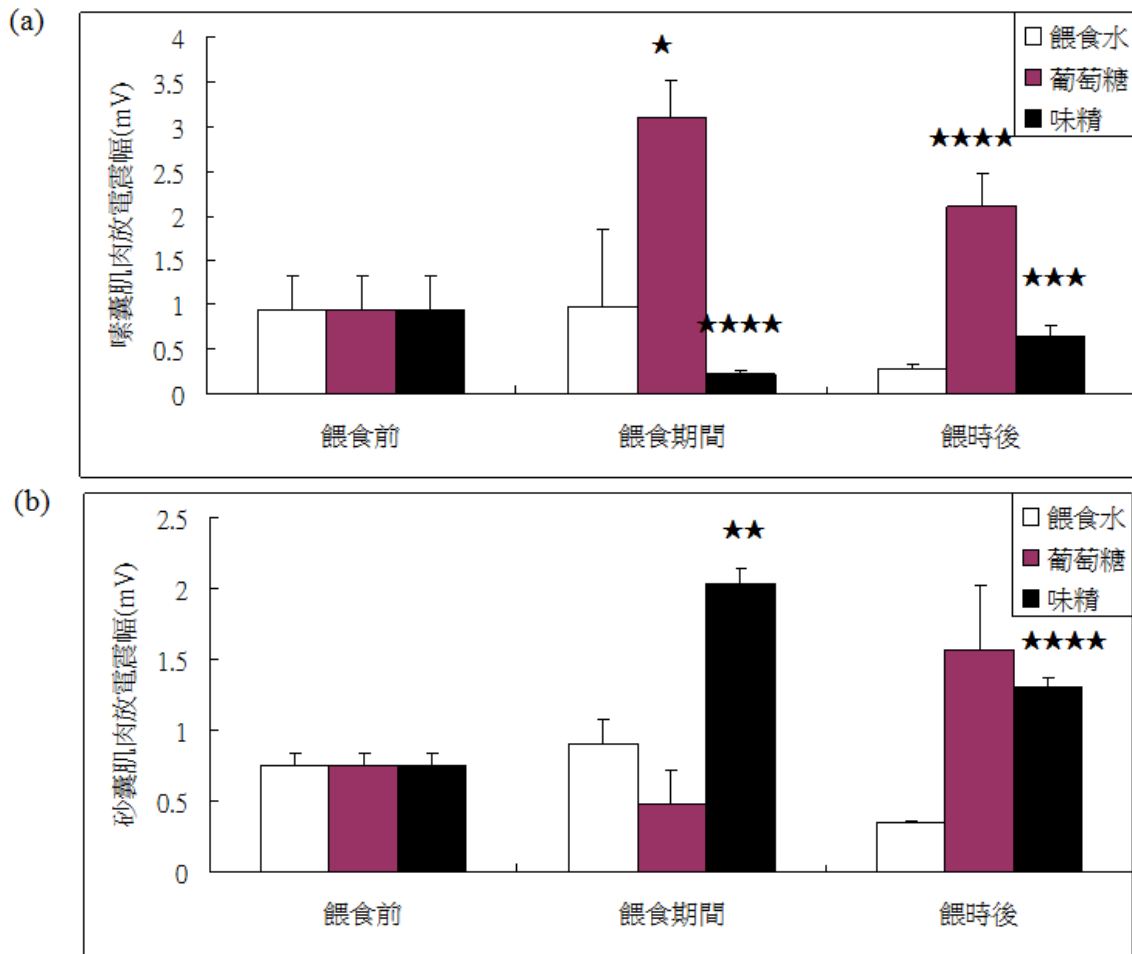 (a)
嗉囊肌肉放電震幅(mV)
4
3.5
3
2.5
2
1.5
1
0.5
0
★
★★★★
★★★★
★★★
餵食水
葡萄糖
味精
餵食前
餵食期間
餵時後
(b)
砂囊肌肉放電震幅(mV)
2.5
2
1.5
1
0.5
0
★★
★★★★
餵食水
葡萄糖
味精
餵食前
餵食期間
餵時後